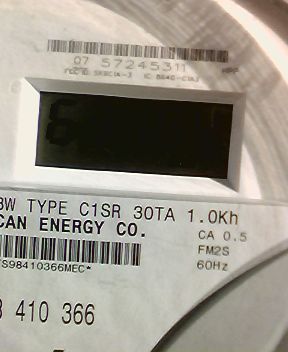 07 57245311
3W TYPE C1SR 30TA 1.0Kh
CAN ENERGY CO.
CA 0.5
FM2S
60Hz
S98410366MEC*
410 366